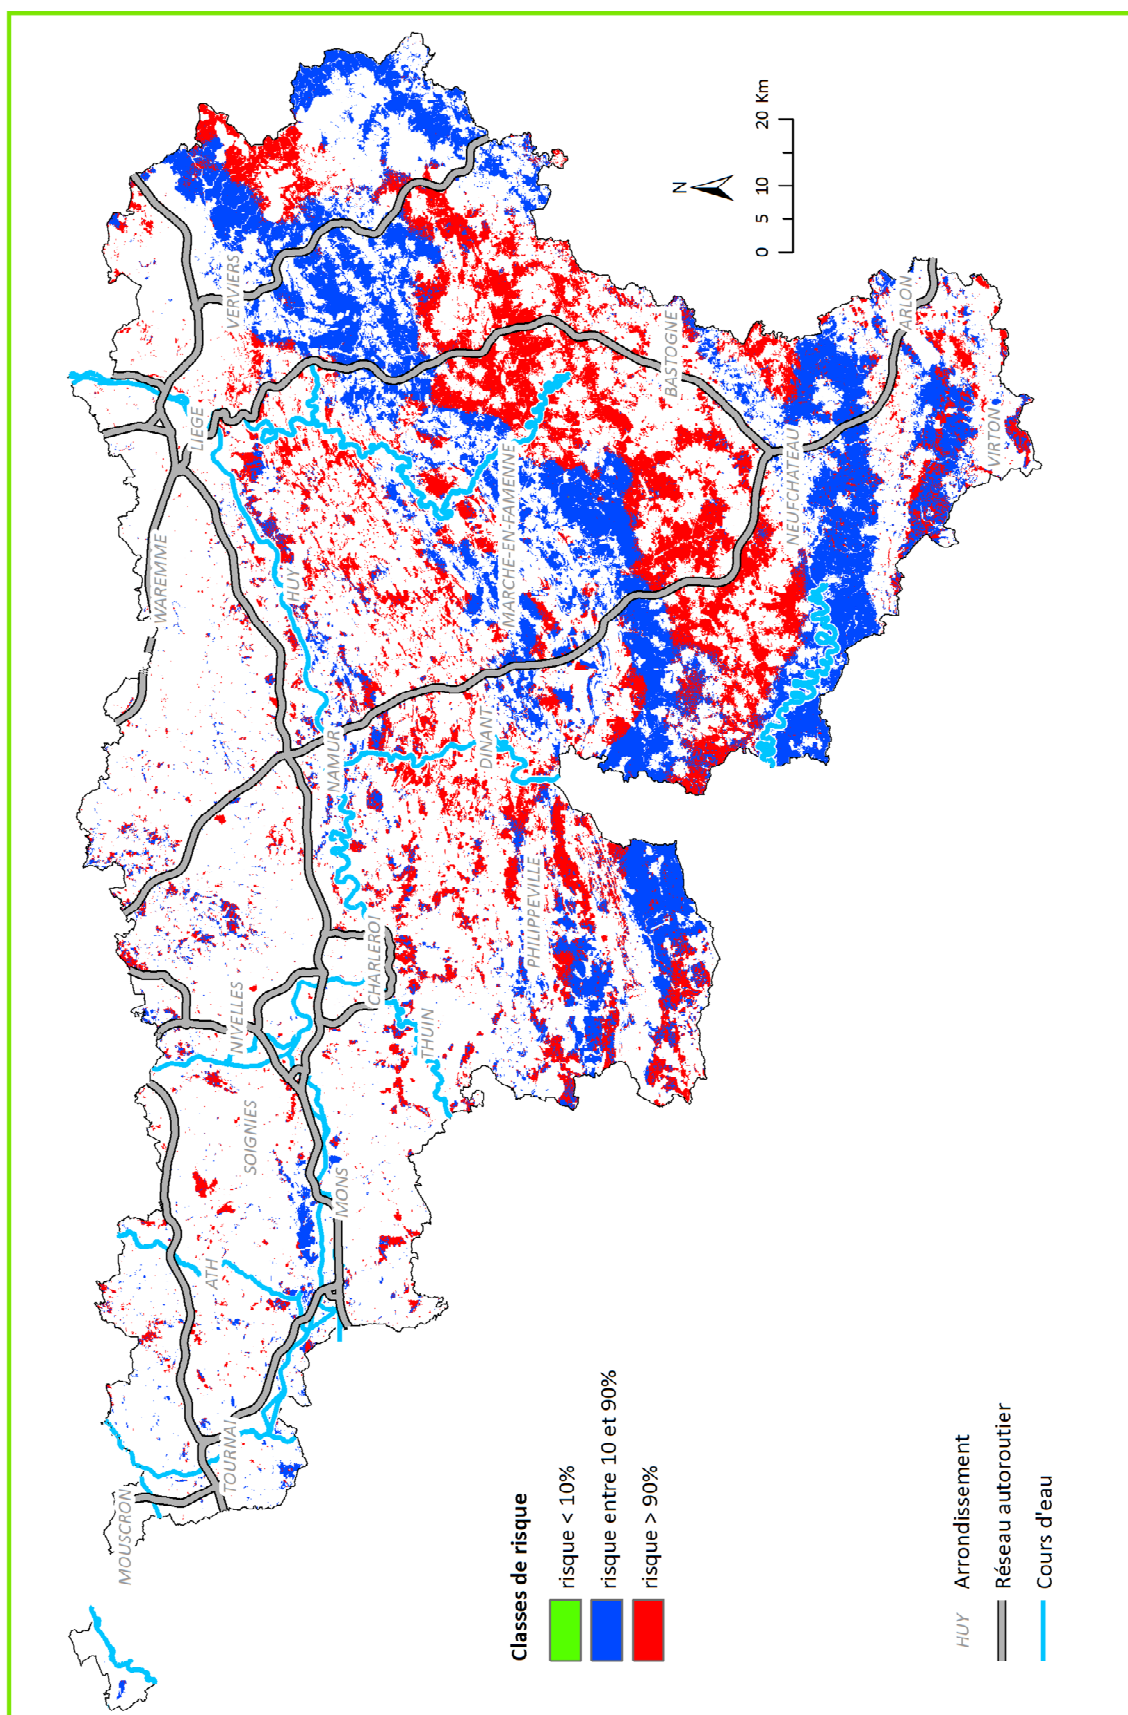 MOUSCRON
TOURNAI
ATH
SOIGNIES
MONS
NIVELLES
CHARLEROI
THUIN
WAREMME
NAMUR
HUY
LIEGE
VERVIERS
PHILIPPEVILLE
DINANT
MARCHE-EN-FAMENNE
BASTOGNE
NEUFCHATEAU
VIRTON
ARLON
N
0 5 10 20 Km
Classes de risque
risque < 10%
risque entre 10 et 90%
risque > 90%
HUY Arrondissement
Réseau autoroutier
Cours d'eau